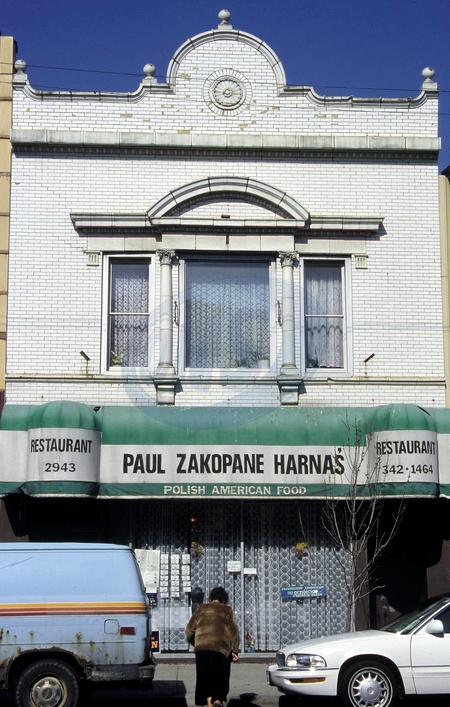 RESTAURANT
2943
PAUL ZAKOPANE HARNAŚ
POLISH AMERICAN FOOD
RESTAURANT
342-1464